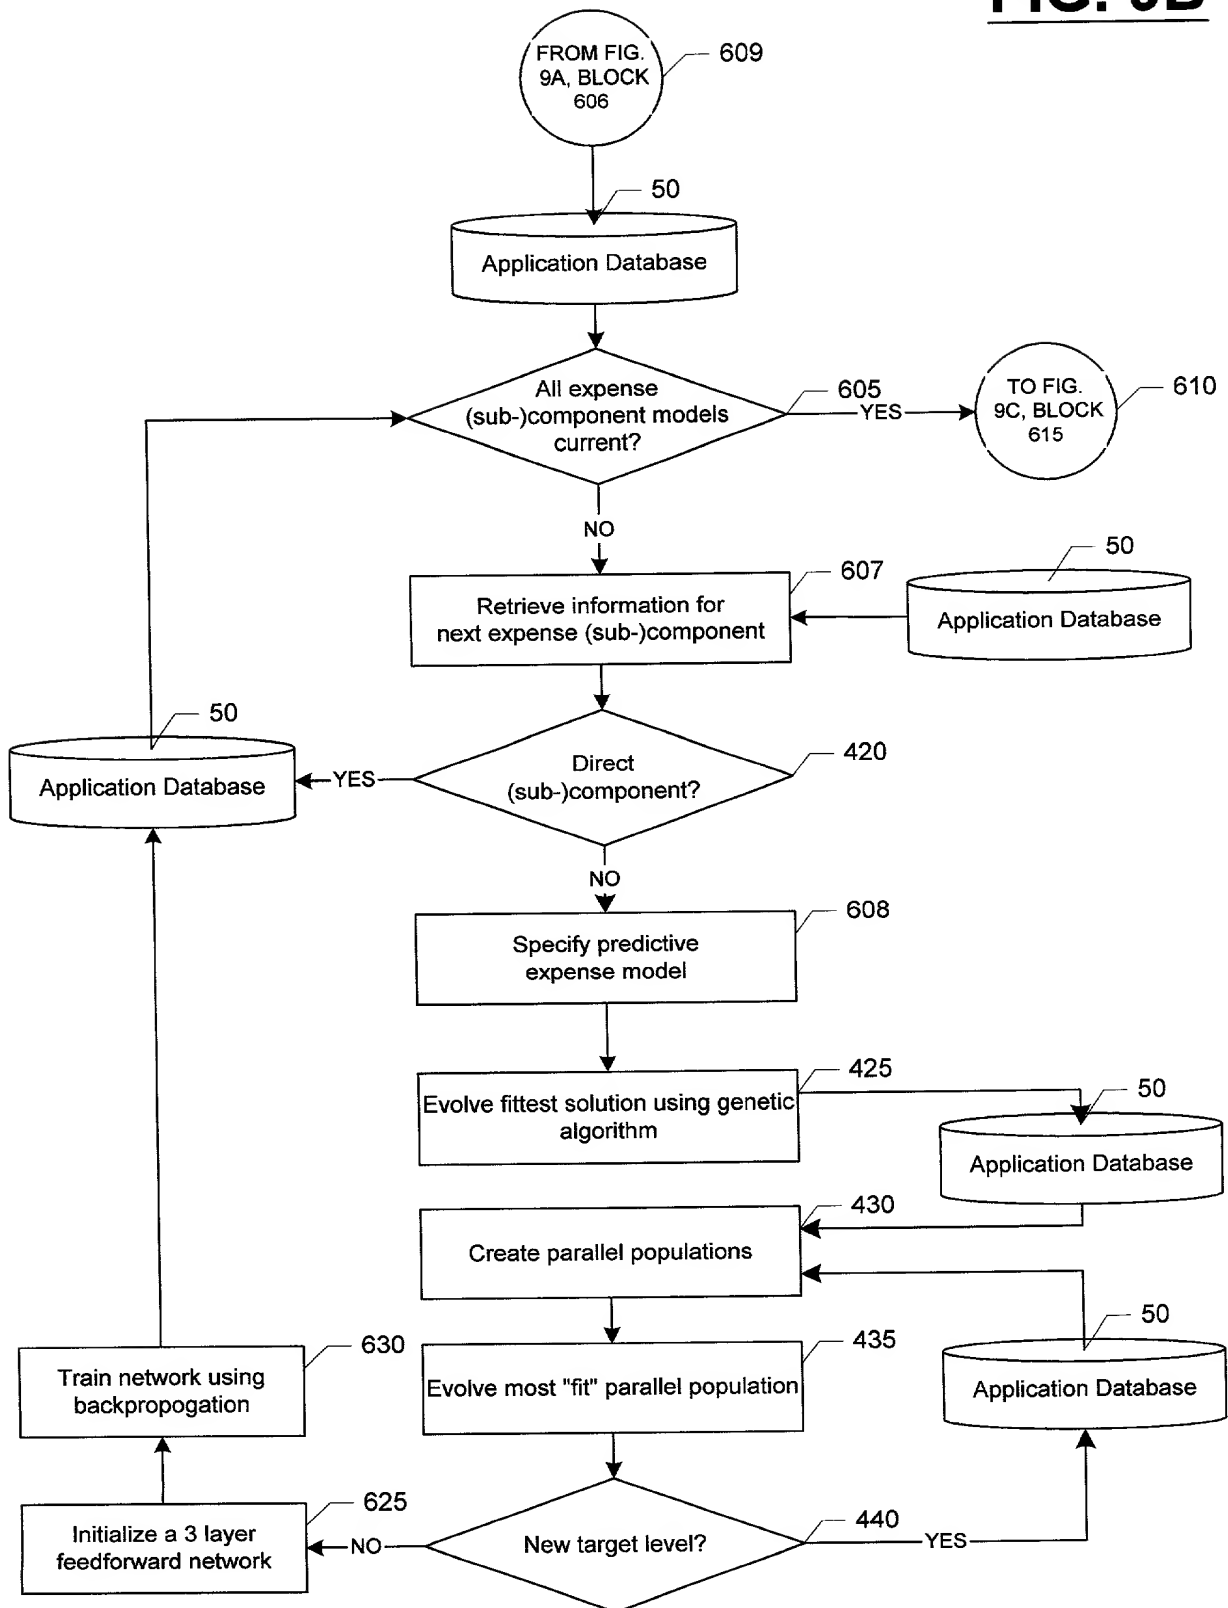 FIG. 9B
FROM FIG.
9A, BLOCK
606
609
50
Application Database
All expense
(sub-)component models
current?
605
YES
TO FIG.
9C, BLOCK
615
610
NO
Retrieve information for
next expense (sub-)component
607
50
Application Database
50
Application Database
YES
Direct
(sub-)component?
420
NO
Specify predictive
expense model
608
Evolve fittest solution using genetic
algorithm
425
50
Application Database
Create parallel populations
430
Evolve most "fit" parallel population
435
50
Application Database
Train network using
backpropogation
630
Initialize a 3 layer
feedforward network
625
NO
New target level?
440
YES